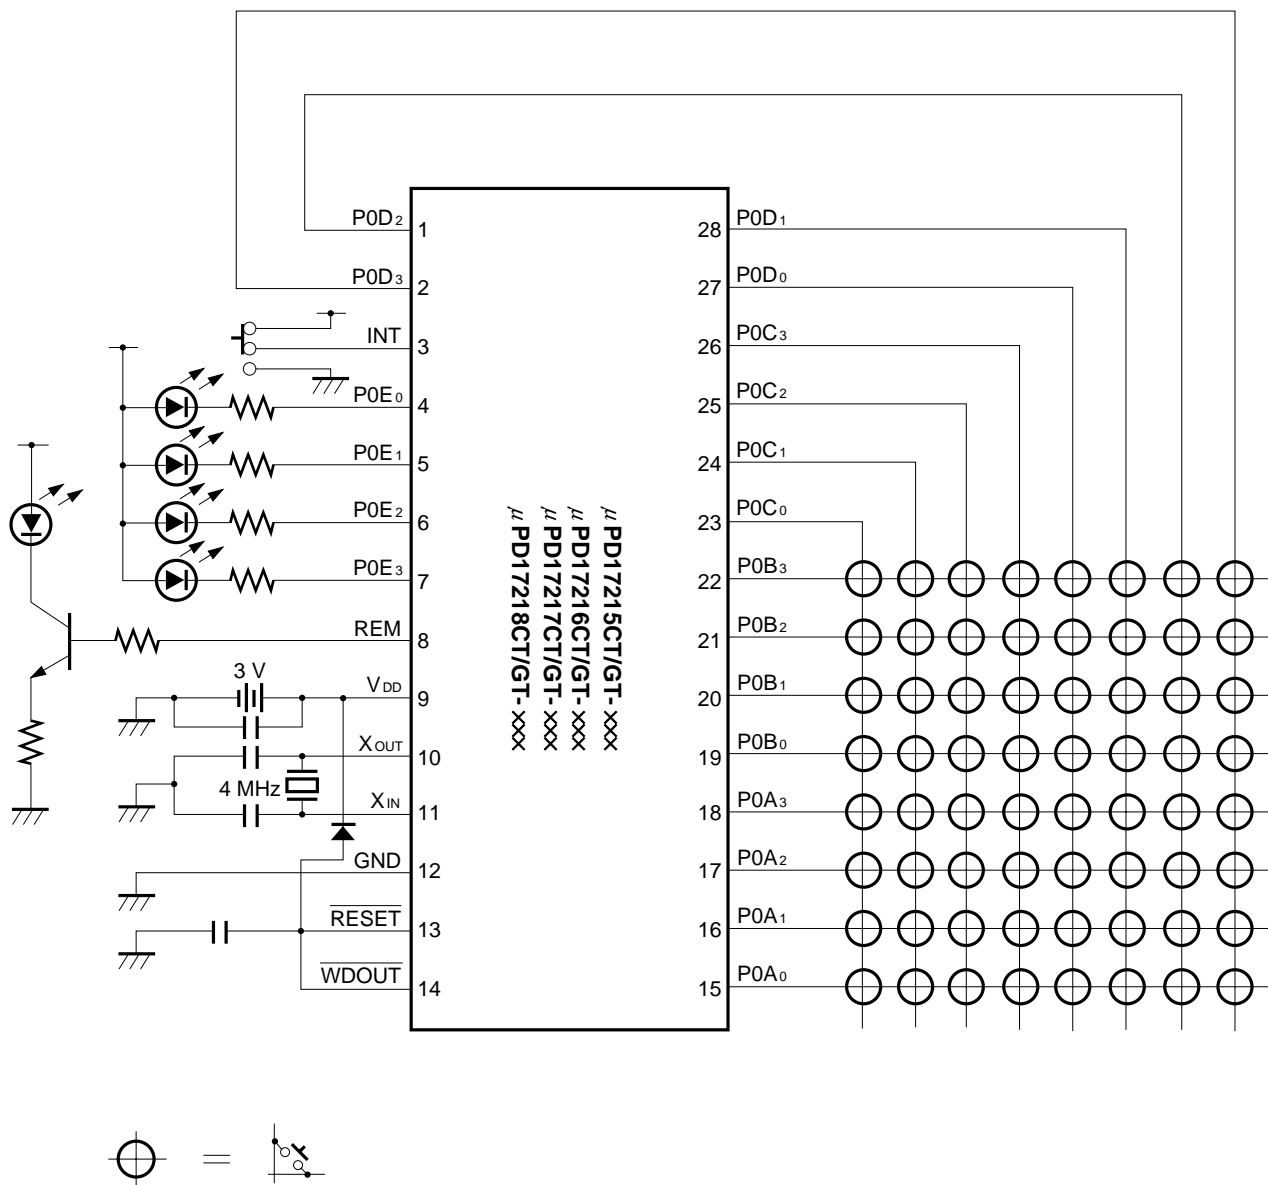 P0D2
1
P0D3
2
INT
3
P0E0
4
P0E1
5
P0E2
6
P0E3
7
REM
8
3 V
VDD
9
XOUT
10
4 MHz
XIN
11
GND
12
RESET
13
WDOUT
14
μPD17215CT/GT-×××
μPD17216CT/GT-×××
μPD17217CT/GT-×××
μPD17218CT/GT-×××
28
P0D1
27
P0D0
26
P0C3
25
P0C2
24
P0C1
23
P0C0
22
P0B3
21
P0B2
20
P0B1
19
P0B0
18
P0A3
17
P0A2
16
P0A1
15
P0A0
=